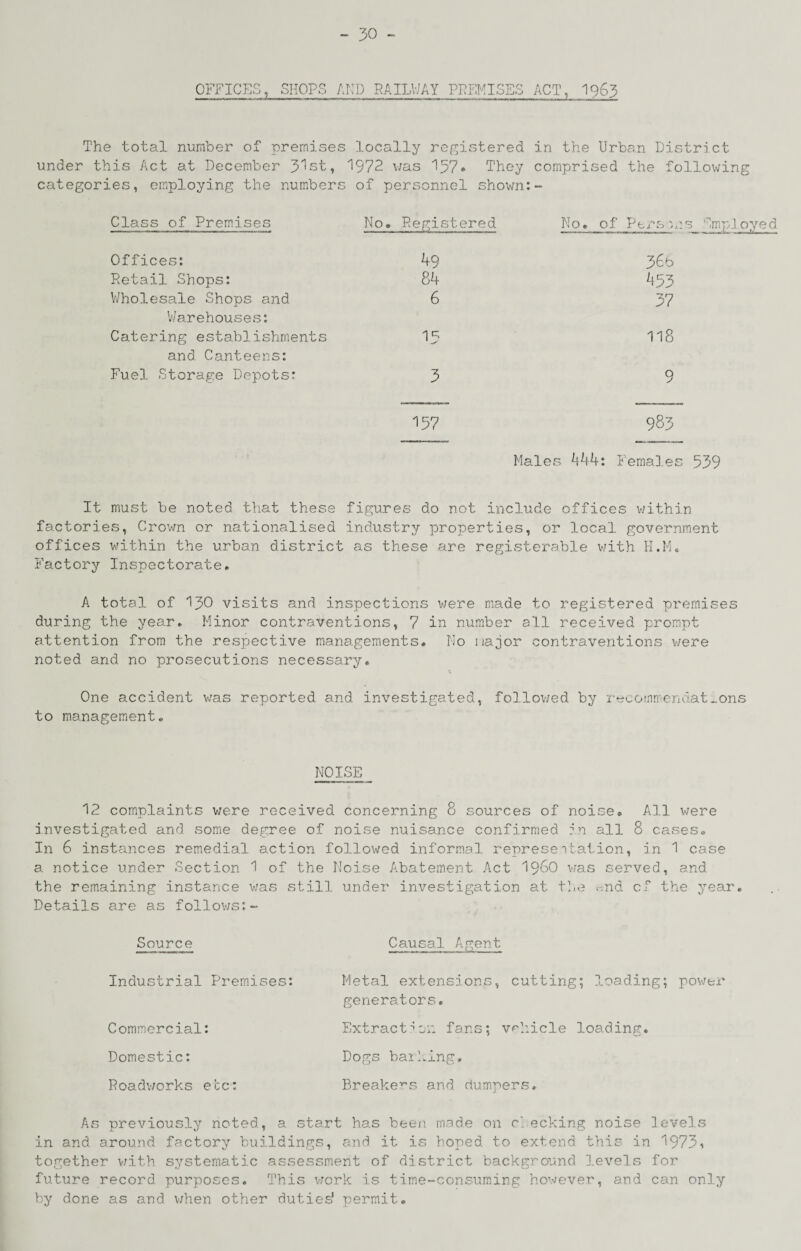 - 30 -
OFFICES, SHOPS AND RAILWAY PREMISES ACT, 1963
The total number of premises locally registered in the Urban District
under this Act at December 31st, 1972 was 157. They comprised the following
categories, employing the numbers of personnel shown:-
Class of Premises No. Registered No. of Persons Employed
Offices: 49 366
Retail Shops: 84 453
Wholesale Shops and 6 37
Warehouses:
Catering establishments 15 118
and Canteens:
Fuel Storage Depots: 3 9
157 983
Males 444: Females 539
It must be noted that these figures do not include offices within
factories, Crown or nationalised industry properties, or local government
offices within the urban district as these are registerable with H.M.
Factory Inspectorate.
A total of 130 visits and inspections were made to registered premises
during the year. Minor contraventions, 7 in number all received prompt
attention from the respective managements. No major contraventions were
noted and no prosecutions necessary.
One accident was reported and investigated, followed by recommendations
to management.
NOISE
12 complaints were received concerning 8 sources of noise. All were
investigated and some degree of noise nuisance confirmed in all 8 cases.
In 6 instances remedial action followed informal representation, in 1 case
a notice under Section 1 of the Noise Abatement Act 1960 was served, and
the remaining instance was still under investigation at the end of the year.
Details are as follows:-
Source Causal Agent
Industrial Premises: Metal extensions, cutting; loading; power
generators.
Commercial: Extraction fans; vehicle loading.
Domestic: Dogs barking.
Roadworks etc: Breakers and dumpers.
As previously noted, a start has been made on checking noise levels
in and around factory buildings, and it is hoped to extend this in 1973,
together with systematic assessment of district background levels for
future record purposes. This work is time-consuming however, and can only
by done as and when other duties' permit.